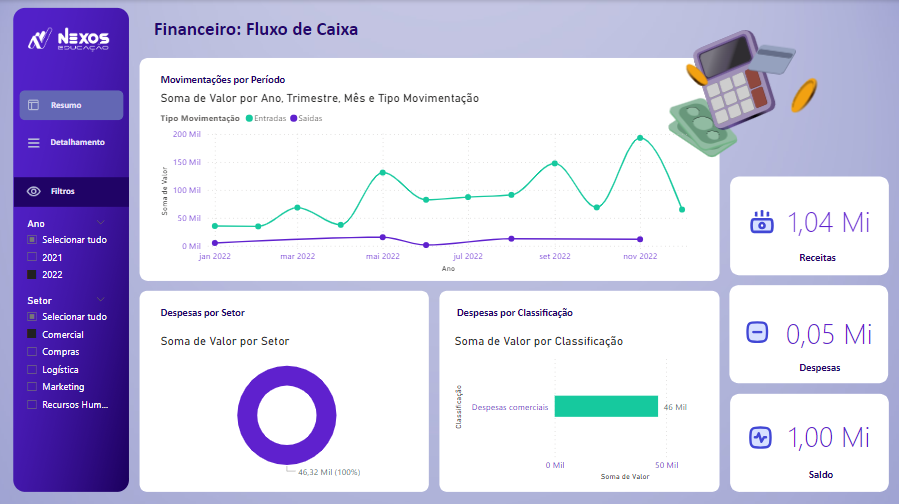 NEXOS
EDUCAÇÃO
Resumo
Detalhamento
Filtros
Ano
Selecionar tudo
2021
2022
Setor
Selecionar tudo
Comercial
Compras
Logística
Marketing
Recursos Hum...
Financeiro: Fluxo de Caixa
Movimentações por Período
Soma de Valor por Ano, Trimestre, Mês e Tipo Movimentação
Tipo Movimentação Entradas Saídas
200 Mil
150 Mil
100 Mil
50 Mil
0 Mil
Soma de Valor
jan 2022 mar 2022 mai 2022 jul 2022 set 2022 nov 2022
Ano
Despesas por Setor
Soma de Valor por Setor
46,32 Mil (100%)
Despesas por Classificação
Soma de Valor por Classificação
Classificação
Despesas comerciais
46 Mil
0 Mil 50 Mil
Soma de Valor
1,04 Mi
Receitas
0,05 Mi
Despesas
1,00 Mi
Saldo